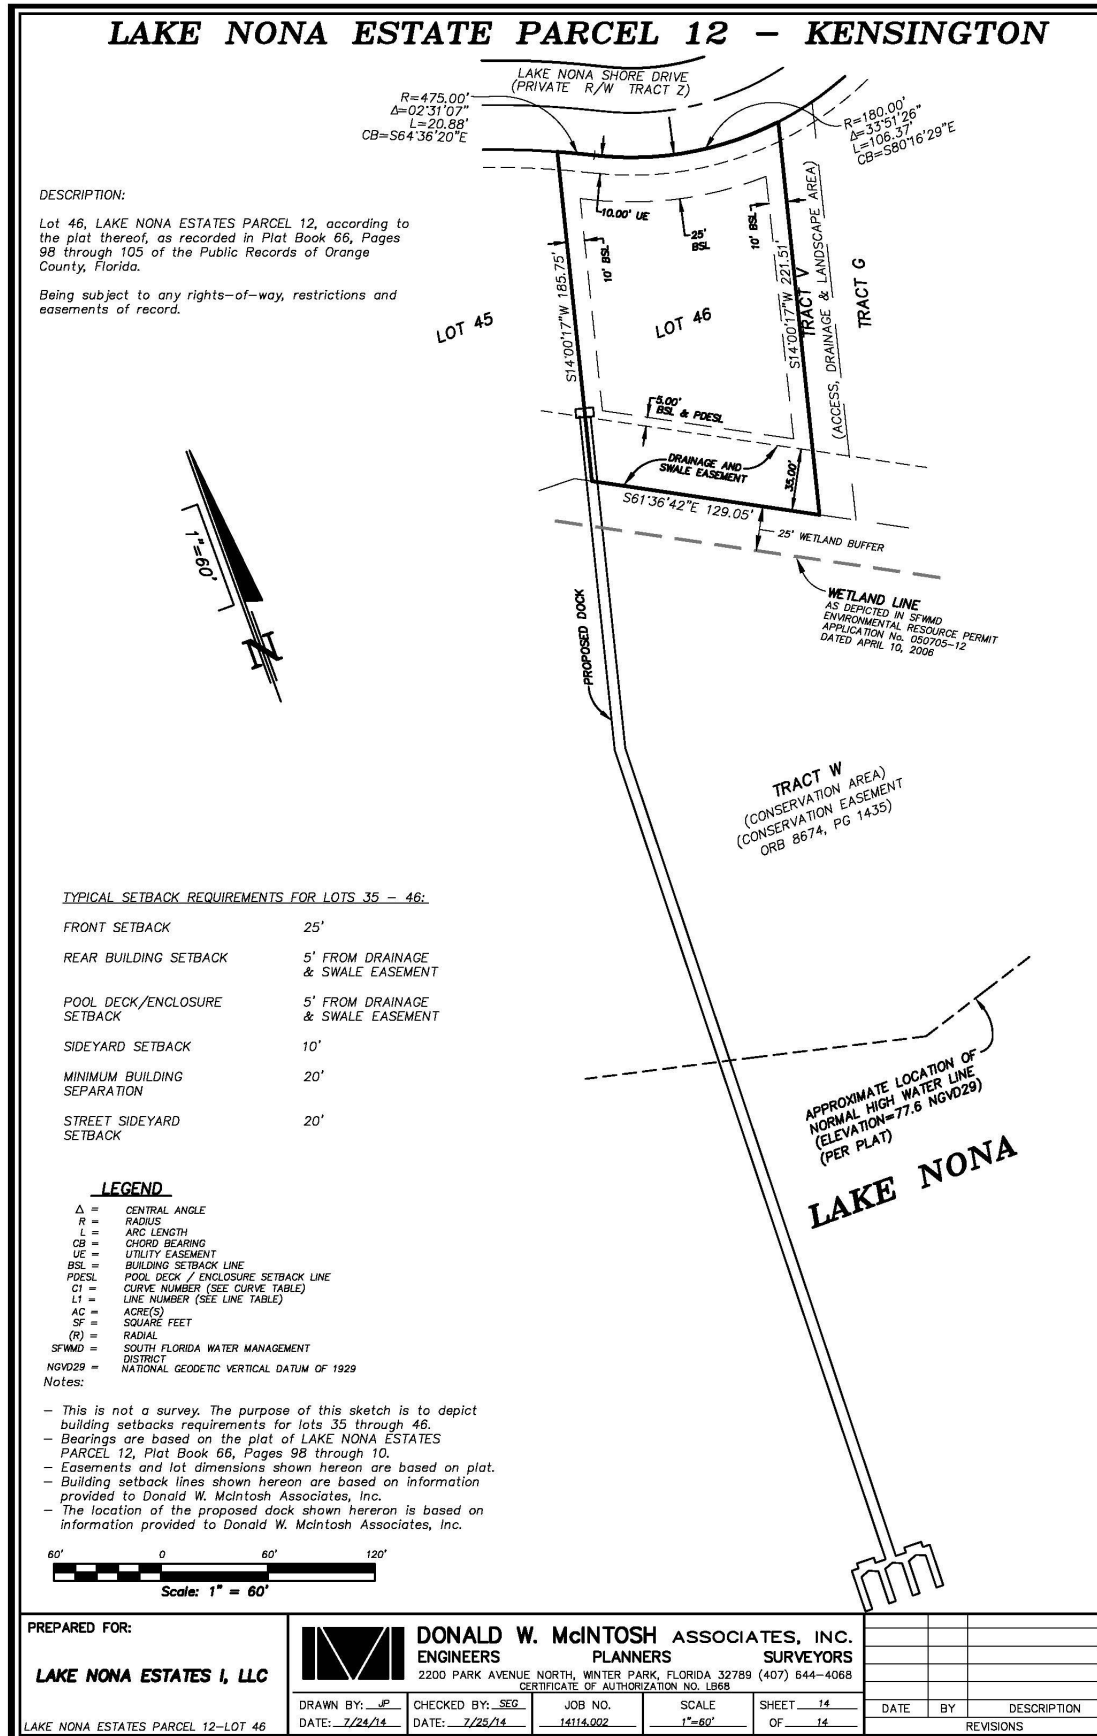 LAKE NONA ESTATE PARCEL 12 – KENSINGTON
LAKE NONA SHORE DRIVE
(PRIVATE R/W TRACT Z)
R=475.00'
Δ=02°31'07"
L=20.88'
CB=S64°36'20"E
R=180.00'
Δ=33°51'26"
L=106.37'
CB=S80°16'29"E
DESCRIPTION:
Lot 46, LAKE NONA ESTATES PARCEL 12, according to
the plat thereof, as recorded in Plat Book 66, Pages
98 through 105 of the Public Records of Orange
County, Florida.
Being subject to any rights-of-way, restrictions and
easements of record.
10.00' UE
25'
BSL
10' BSL
10' BSL
S14°00'17"W 185.75'
S14°00'17"W 221.51'
LOT 45
LOT 46
TRACT V
(ACCESS, DRAINAGE & LANDSCAPE AREA)
TRACT G
5.00'
BSL & PDESL
DRAINAGE AND
SWALE EASEMENT
35.00'
S61°36'42"E 129.05'
25' WETLAND BUFFER
WETLAND LINE
AS DEPICTED IN SFWMD
ENVIRONMENTAL RESOURCE PERMIT
APPLICATION No. 050705-12
DATED APRIL 10, 2006
1"=60'
N
PROPOSED DOCK
TRACT W
(CONSERVATION AREA)
(CONSERVATION EASEMENT
ORB 8674, PG 1435)
TYPICAL SETBACK REQUIREMENTS FOR LOTS 35 – 46:
FRONT SETBACK 25'
REAR BUILDING SETBACK 5' FROM DRAINAGE
& SWALE EASEMENT
POOL DECK/ENCLOSURE 5' FROM DRAINAGE
SETBACK & SWALE EASEMENT
SIDEYARD SETBACK 10'
MINIMUM BUILDING 20'
SEPARATION
STREET SIDEYARD 20'
SETBACK
APPROXIMATE LOCATION OF
NORMAL HIGH WATER LINE
(ELEVATION=77.6 NGVD29)
(PER PLAT)
LAKE NONA
LEGEND
Δ = CENTRAL ANGLE
R = RADIUS
L = ARC LENGTH
CB = CHORD BEARING
UE = UTILITY EASEMENT
BSL = BUILDING SETBACK LINE
PDESL POOL DECK / ENCLOSURE SETBACK LINE
C1 = CURVE NUMBER (SEE CURVE TABLE)
L1 = LINE NUMBER (SEE LINE TABLE)
AC = ACRE(S)
SF = SQUARE FEET
(R) = RADIAL
SFWMD = SOUTH FLORIDA WATER MANAGEMENT
DISTRICT
NGVD29 = NATIONAL GEODETIC VERTICAL DATUM OF 1929
Notes:
– This is not a survey. The purpose of this sketch is to depict
building setbacks requirements for lots 35 through 46.
– Bearings are based on the plat of LAKE NONA ESTATES
PARCEL 12, Plat Book 66, Pages 98 through 10.
– Easements and lot dimensions shown hereon are based on plat.
– Building setback lines shown hereon are based on information
provided to Donald W. McIntosh Associates, Inc.
– The location of the proposed dock shown hereron is based on
information provided to Donald W. McIntosh Associates, Inc.
60' 0 60' 120'
Scale: 1" = 60'
PREPARED FOR:
LAKE NONA ESTATES I, LLC
LAKE NONA ESTATES PARCEL 12-LOT 46
DONALD W. McINTOSH ASSOCIATES, INC.
ENGINEERS PLANNERS SURVEYORS
2200 PARK AVENUE NORTH, WINTER PARK, FLORIDA 32789 (407) 644-4068
CERTIFICATE OF AUTHORIZATION NO. LB68
DRAWN BY: JP CHECKED BY: SEG JOB NO. SCALE SHEET 14
DATE: 7/24/14 DATE: 7/25/14 14114.002 1"=60' OF 14
DATE BY DESCRIPTION
REVISIONS